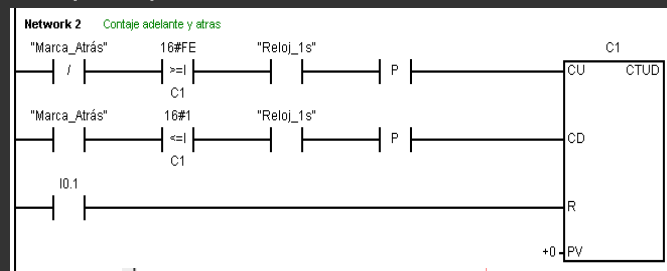 Network 2 Contaje adelante y atras
"Marca_Atrás" 16#FE "Reloj_1s" C1
/ >=I P CU CTUD
C1
"Marca_Atrás" 16#1 "Reloj_1s"
<=I P CD
C1
I0.1
R
+0 PV